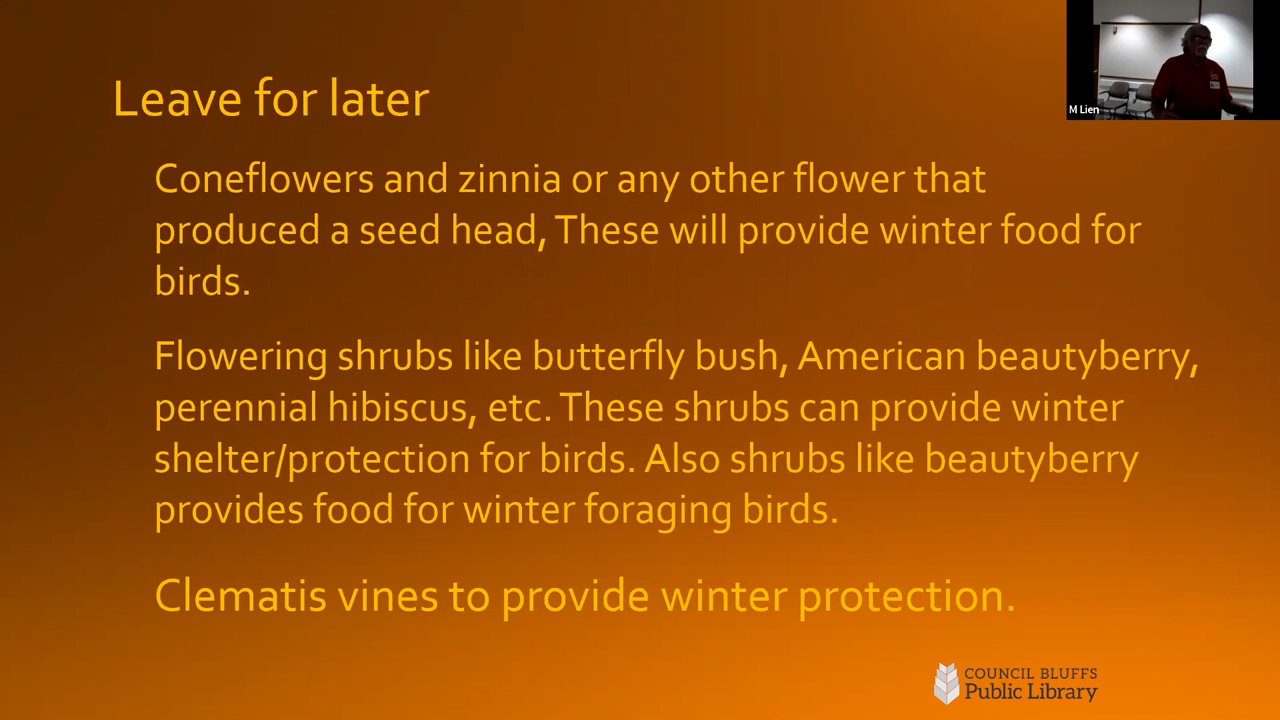 M Lien
Leave for later
Coneflowers and zinnia or any other flower that
produced a seed head, These will provide winter food for
birds.
Flowering shrubs like butterfly bush, American beautyberry,
perennial hibiscus, etc. These shrubs can provide winter
shelter/protection for birds. Also shrubs like beautyberry
provides food for winter foraging birds.
Clematis vines to provide winter protection.
COUNCIL BLUFFS
Public Library